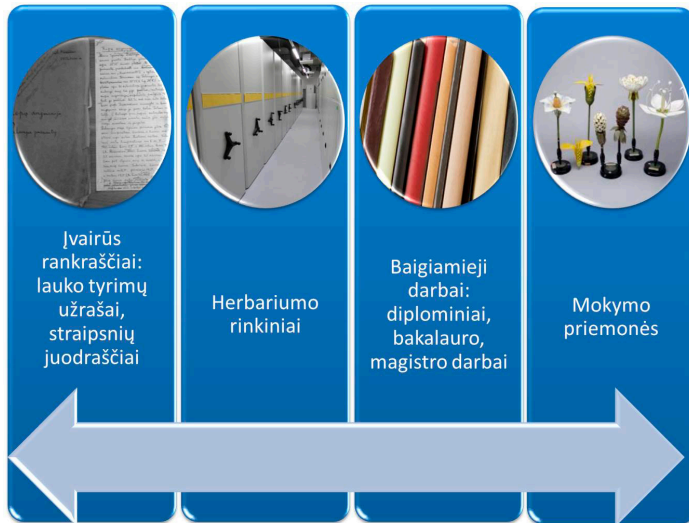 Įvairūs
rankraščiai:
lauko tyrimų
užrašai,
straipsnių
juodraščiai
Herbariumo
rinkiniai
Baigiamieji
darbai:
diplominiai,
bakalauro,
magistro darbai
Mokymo
priemonės